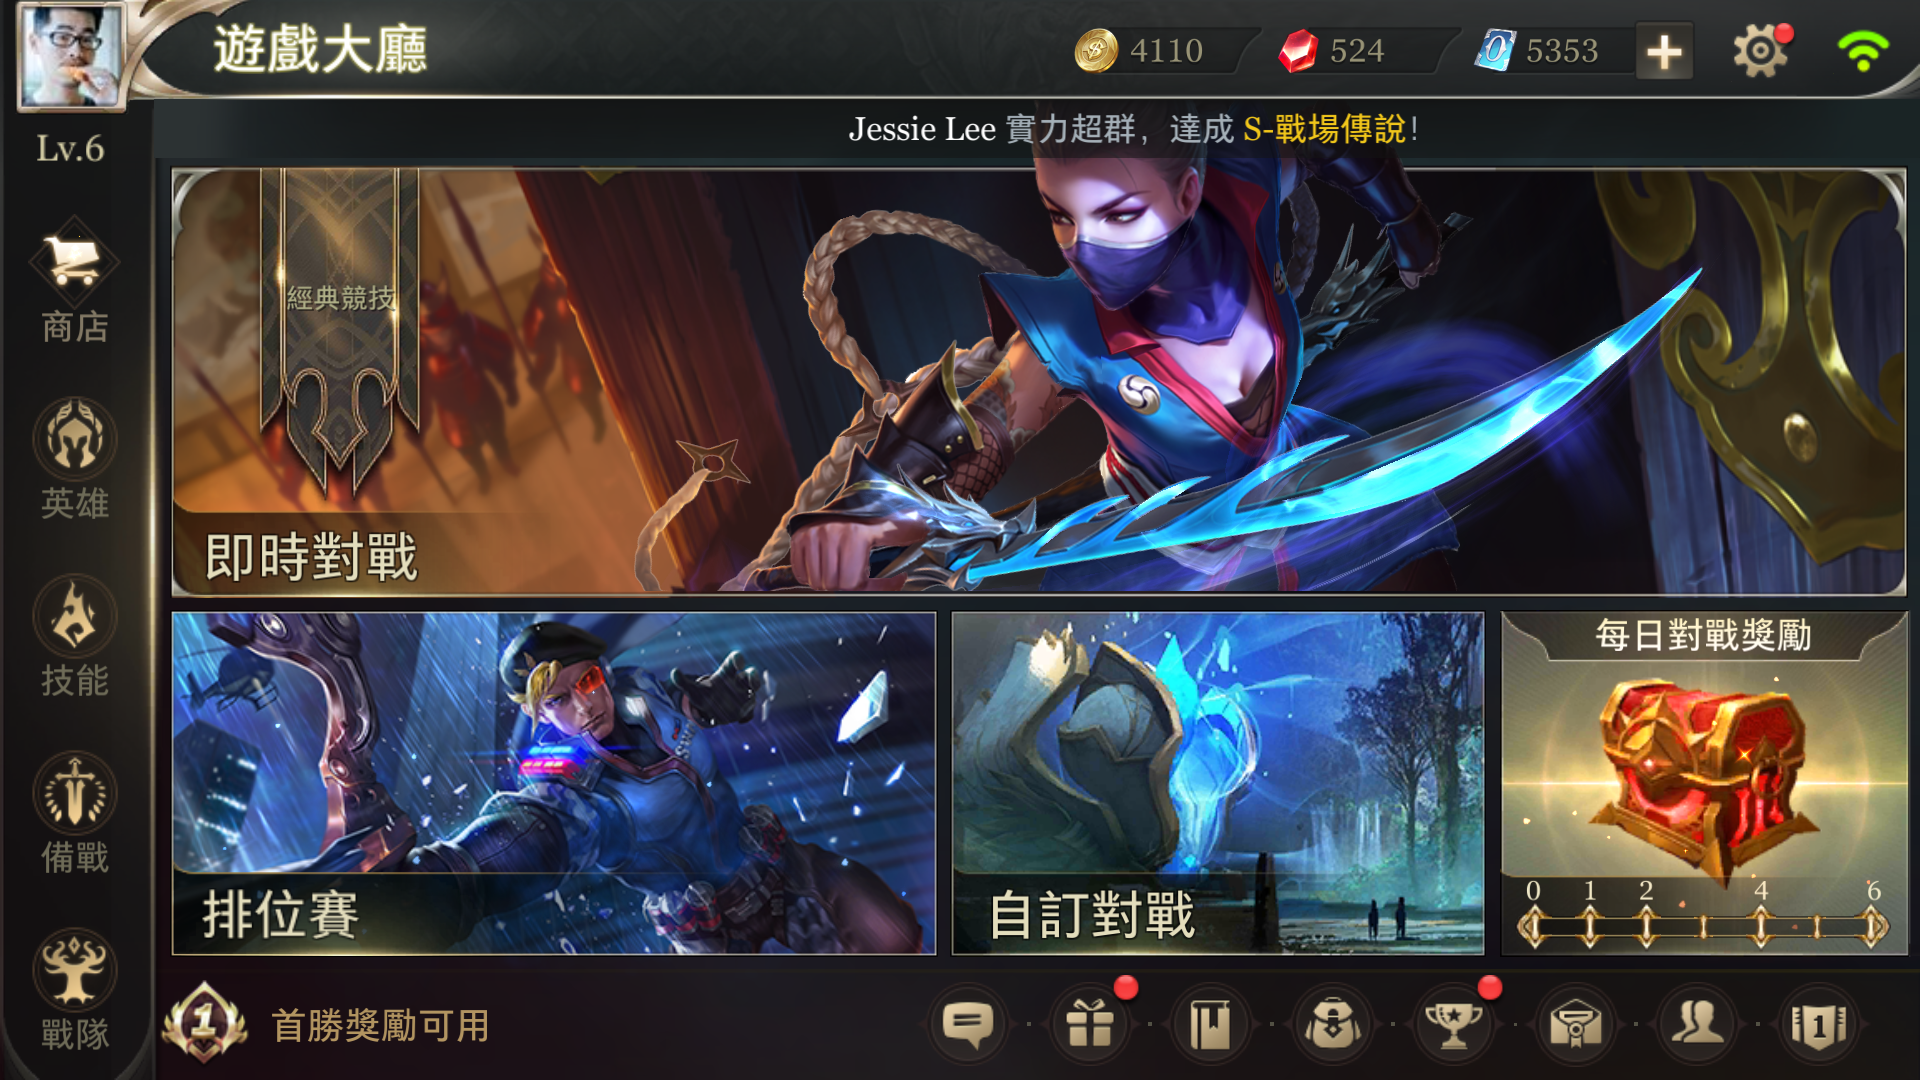 遊戲大廳
4110
524
5353
Lv.6
Jessie Lee 實力超群，達成 S-戰場傳說！
商店
英雄
技能
備戰
戰隊
經典競技
即時對戰
排位賽
自訂對戰
每日對戰獎勵
0 1 2 4 6
1
首勝獎勵可用
1